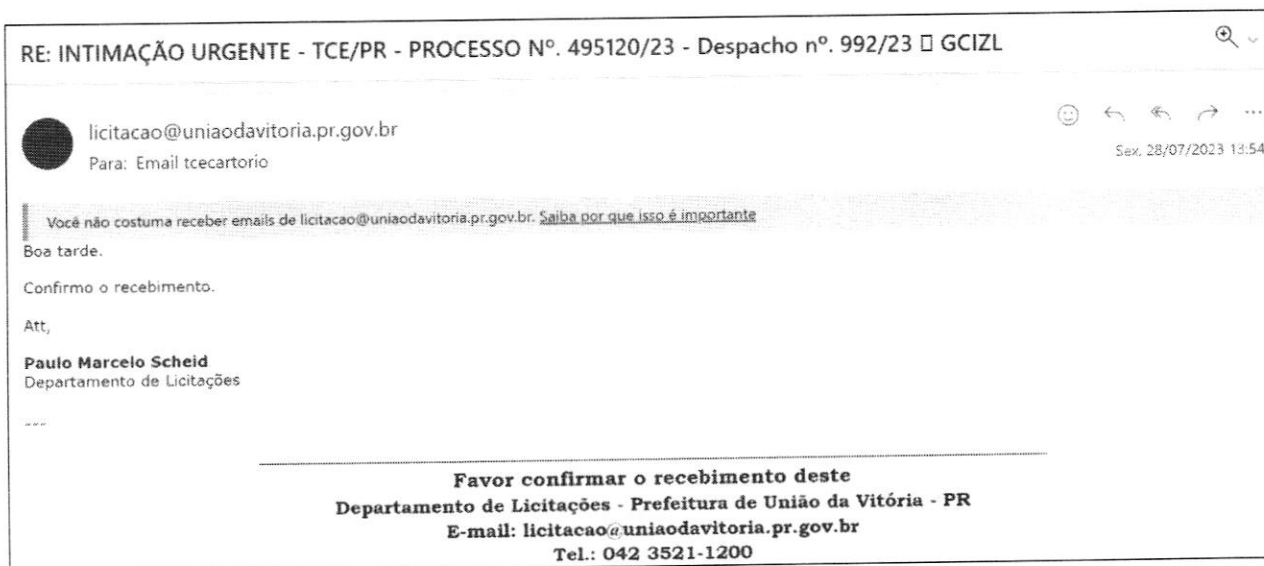 RE: INTIMAÇÃO URGENTE - TCE/PR - PROCESSO Nº. 495120/23 - Despacho nº. 992/23 □ GCIZL
licitacao@uniaodavitoria.pr.gov.br
Para: Email tcecartorio
Sex, 28/07/2023 13:54
Você não costuma receber emails de licitacao@uniaodavitoria.pr.gov.br. Saiba por que isso é importante
Boa tarde.
Confirmo o recebimento.
Att,
Paulo Marcelo Scheid
Departamento de Licitações
---
Favor confirmar o recebimento deste
Departamento de Licitações - Prefeitura de União da Vitória - PR
E-mail: licitacao@uniaodavitoria.pr.gov.br
Tel.: 042 3521-1200